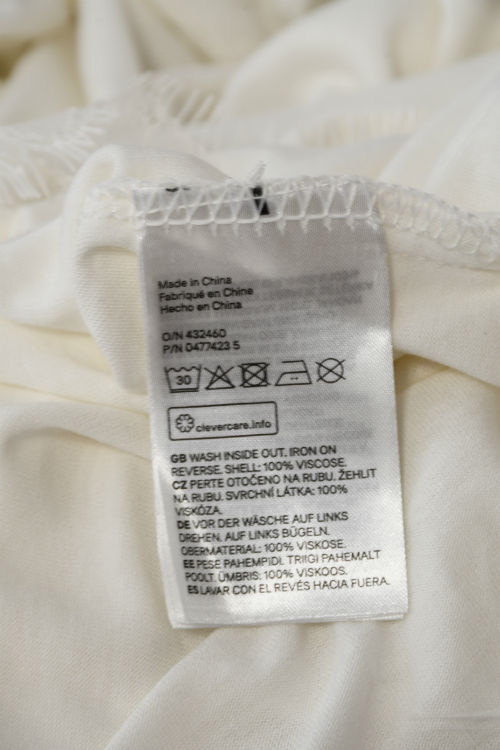 Made in China
Fabriqué en Chine
Hecho en China
O/N 432460
P/N 0477423 5
30
clevercare.info
GB WASH INSIDE OUT. IRON ON
REVERSE. SHELL: 100% VISCOSE.
CZ PERTE OTOČENO NA RUBU. ŽEHLIT
NA RUBU. SVRCHNÍ LÁTKA: 100%
VISKÓZA.
DE VOR DER WÄSCHE AUF LINKS
DREHEN. AUF LINKS BÜGELN.
OBERMATERIAL: 100% VISKOSE.
EE PESE PAHEMPIDI. TRIIGI PAHEMALT
POOLT. ÜMBRIS: 100% VISKOOS.
ES LAVAR CON EL REVÉS HACIA FUERA.